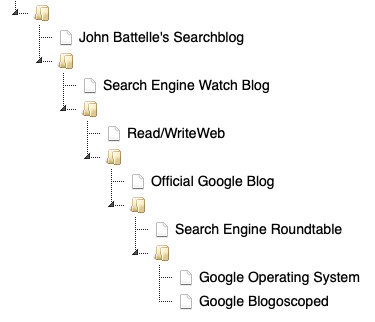 John Battelle's Searchblog
Search Engine Watch Blog
Read/WriteWeb
Official Google Blog
Search Engine Roundtable
Google Operating System
Google Blogoscoped